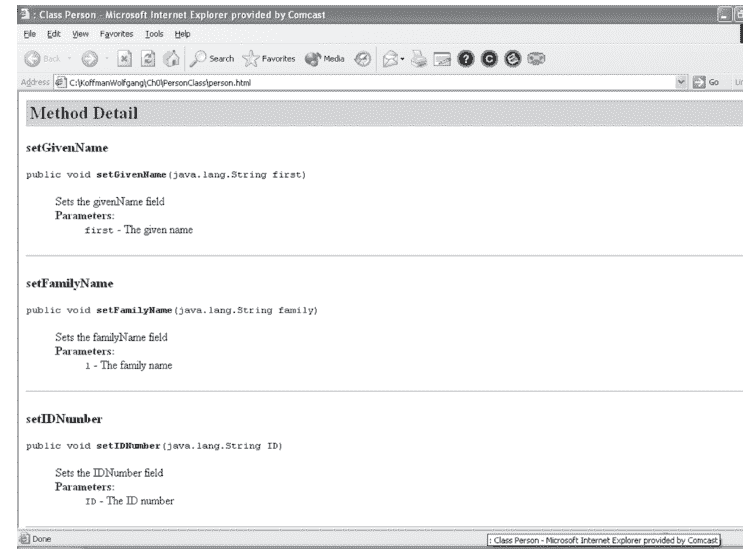 : Class Person - Microsoft Internet Explorer provided by Comcast
File Edit View Favorites Tools Help
Back Search Favorites Media
Address C:\KoffmanWolfgang\Ch0\PersonClass\person.html Go
Method Detail
setGivenName
public void setGivenName(java.lang.String first)
Sets the givenName field
Parameters:
first - The given name
setFamilyName
public void setFamilyName(java.lang.String family)
Sets the familyName field
Parameters:
l - The family name
setIDNumber
public void setIDNumber(java.lang.String ID)
Sets the IDNumber field
Parameters:
ID - The ID number
Done : Class Person - Microsoft Internet Explorer provided by Comcast